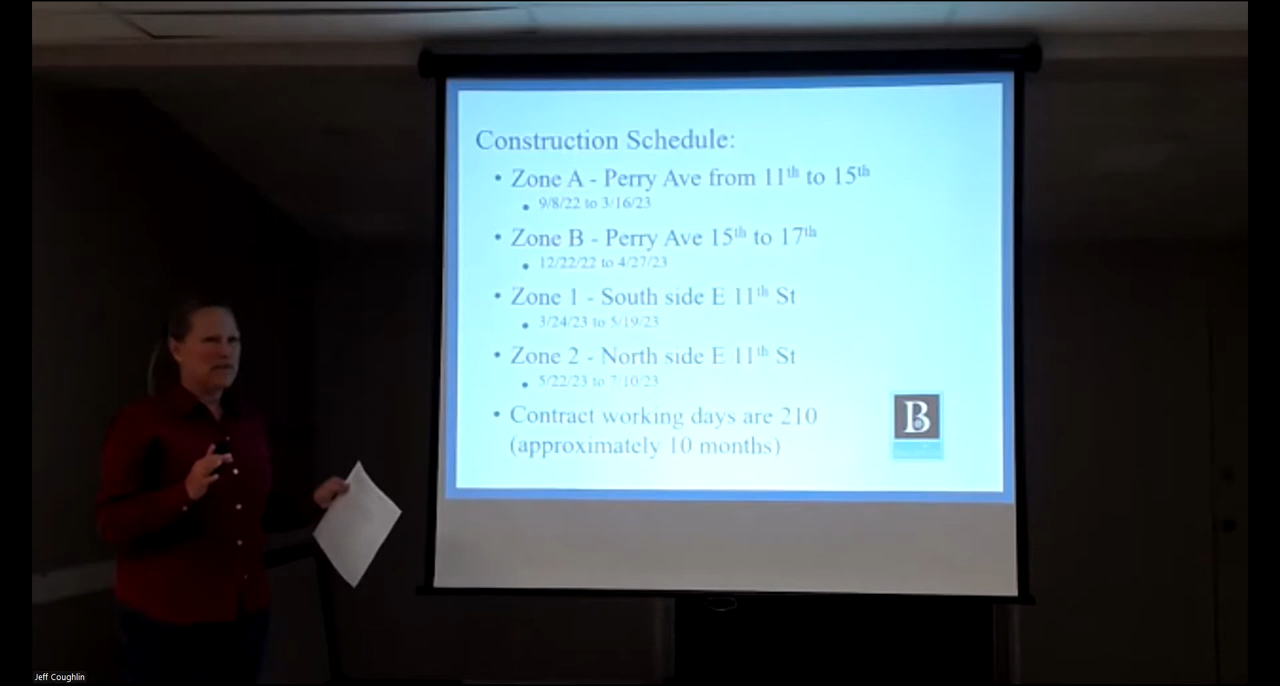 Construction Schedule:
• Zone A - Perry Ave from 11th to 15th
• 9/8/22 to 3/16/23
• Zone B - Perry Ave 15th to 17th
• 12/22/22 to 4/27/23
• Zone 1 - South side E 11th St
• 3/24/23 to 5/19/23
• Zone 2 - North side E 11th St
• 5/22/23 to 7/10/23
• Contract working days are 210
(approximately 10 months)
B
Jeff Coughlin